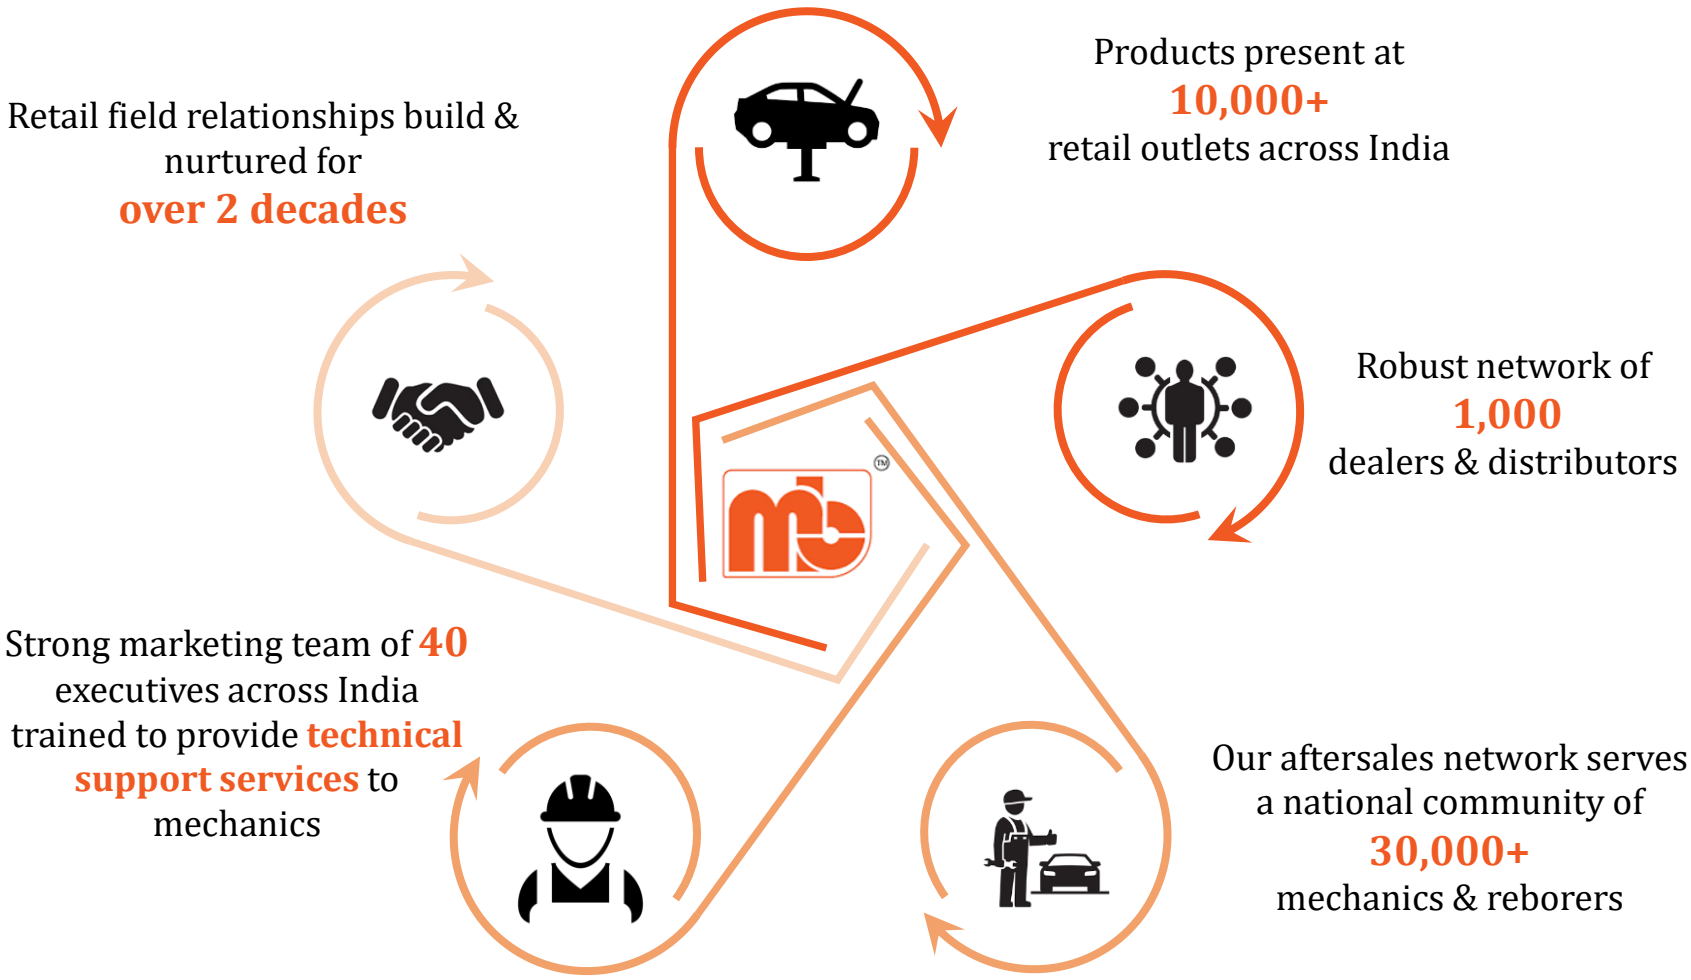 Products present at
10,000+
retail outlets across India
Retail field relationships build &
nurtured for
over 2 decades
Robust network of
1,000
dealers & distributors
mb
TM
Strong marketing team of 40
executives across India
trained to provide technical
support services to
mechanics
Our aftersales network serves
a national community of
30,000+
mechanics & reborers